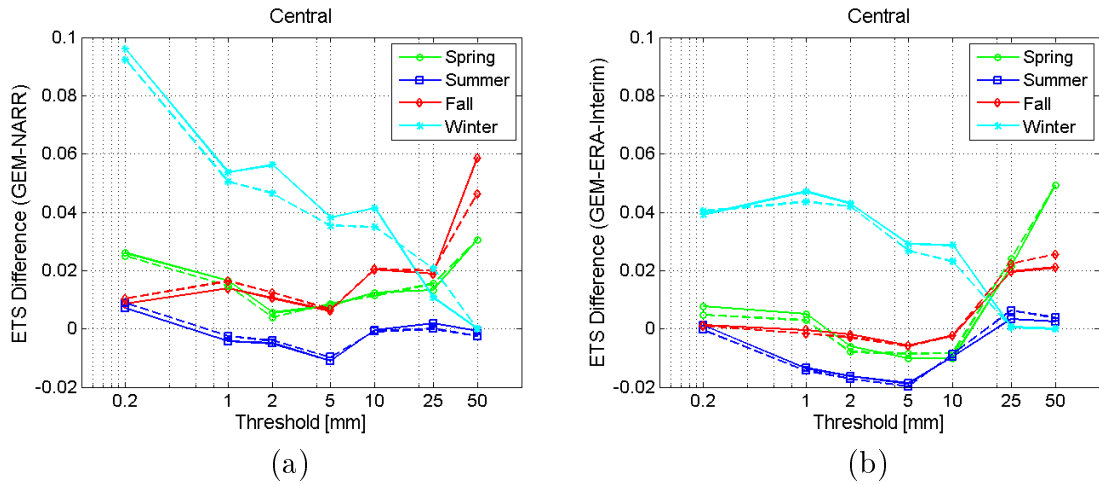 Central
ETS Difference (GEM-NARR)
0.1
0.08
0.06
0.04
0.02
0
-0.02
Spring
Summer
Fall
Winter
0.2 1 2 5 10 25 50
Threshold [mm]
(a)
Central
ETS Difference (GEM-ERA-Interim)
0.1
0.08
0.06
0.04
0.02
0
-0.02
Spring
Summer
Fall
Winter
0.2 1 2 5 10 25 50
Threshold [mm]
(b)